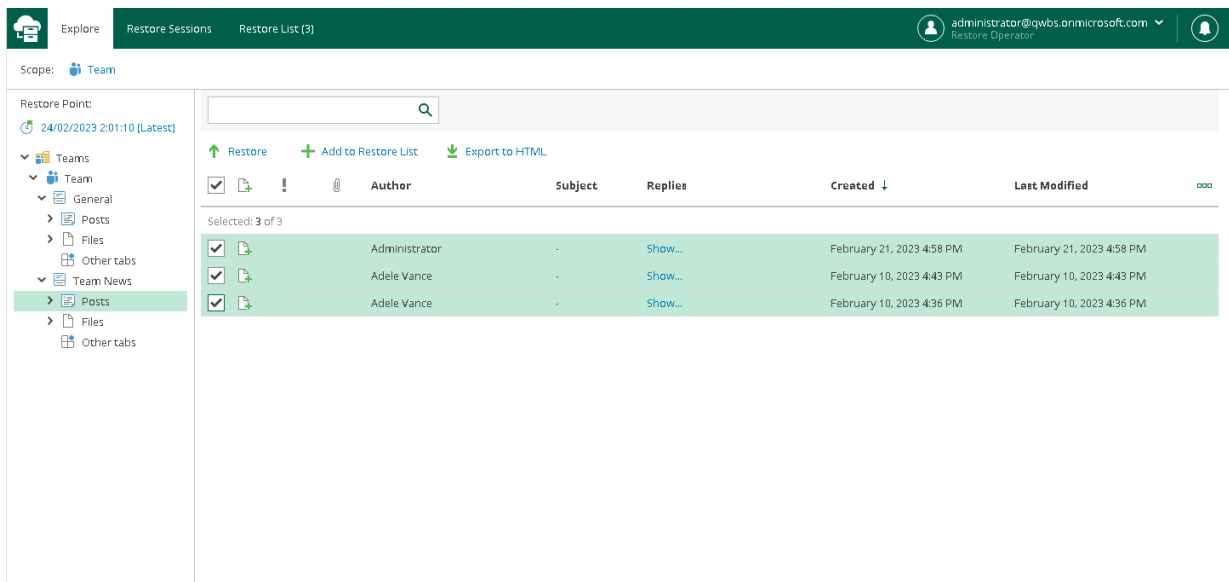 Explore
Restore Sessions
Restore List (3)
administrator@qwbs.onmicrosoft.com
Restore Operator
Scope: Team
Restore Point:
24/02/2023 2:01:10 (Latest)
Teams
Team
General
Posts
Files
Other tabs
Team News
Posts
Files
Other tabs
Restore Add to Restore List Export to HTML
Author Subject Replies Created ↓ Last Modified
Selected: 3 of 3
Administrator - Show... February 21, 2023 4:58 PM February 21, 2023 4:58 PM
Adele Vance - Show... February 10, 2023 4:43 PM February 10, 2023 4:43 PM
Adele Vance - Show... February 10, 2023 4:36 PM February 10, 2023 4:36 PM